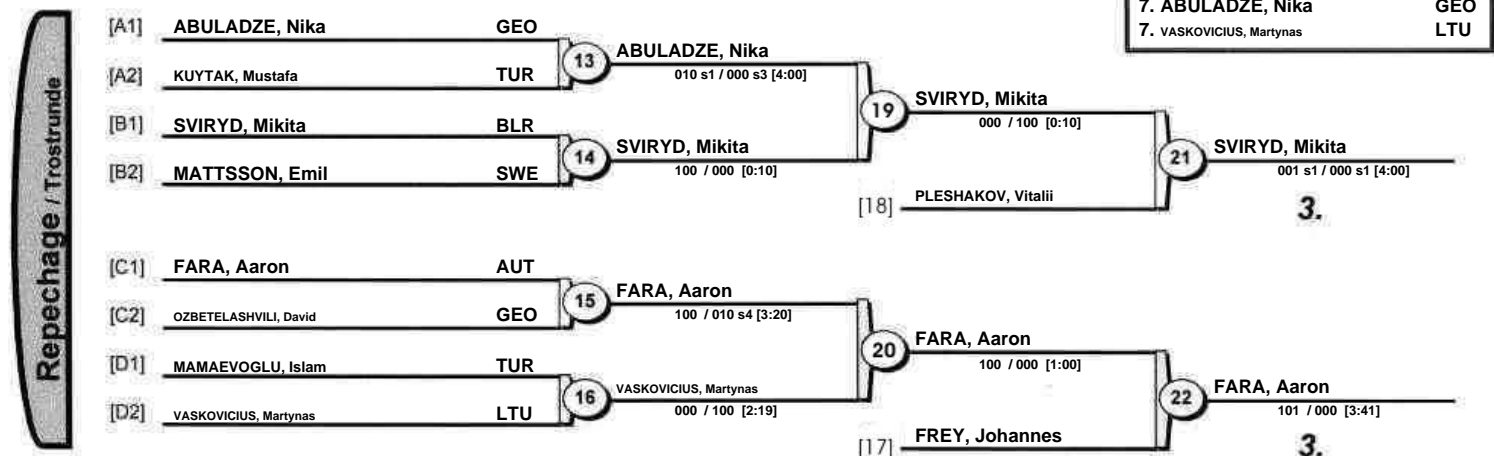 7. ABULADZE, Nika GEO
7. VASKOVICIUS, Martynas LTU
Repechage / Trostrunde
[A1] ABULADZE, Nika GEO
13 ABULADZE, Nika
[A2] KUYTAK, Mustafa TUR
010 s1 / 000 s3 [4:00]
19 SVIRYD, Mikita
000 / 100 [0:10]
[B1] SVIRYD, Mikita BLR
14 SVIRYD, Mikita
[B2] MATTSSON, Emil SWE
100 / 000 [0:10]
21 SVIRYD, Mikita
001 s1 / 000 s1 [4:00]
[18] PLESHAKOV, Vitalii
3.
[C1] FARA, Aaron AUT
15 FARA, Aaron
[C2] OZBETELASHVILI, David GEO
100 / 010 s4 [3:20]
20 FARA, Aaron
100 / 000 [1:00]
[D1] MAMAEVOGLU, Islam TUR
16 VASKOVICIUS, Martynas
[D2] VASKOVICIUS, Martynas LTU
000 / 100 [2:19]
22 FARA, Aaron
101 / 000 [3:41]
[17] FREY, Johannes
3.